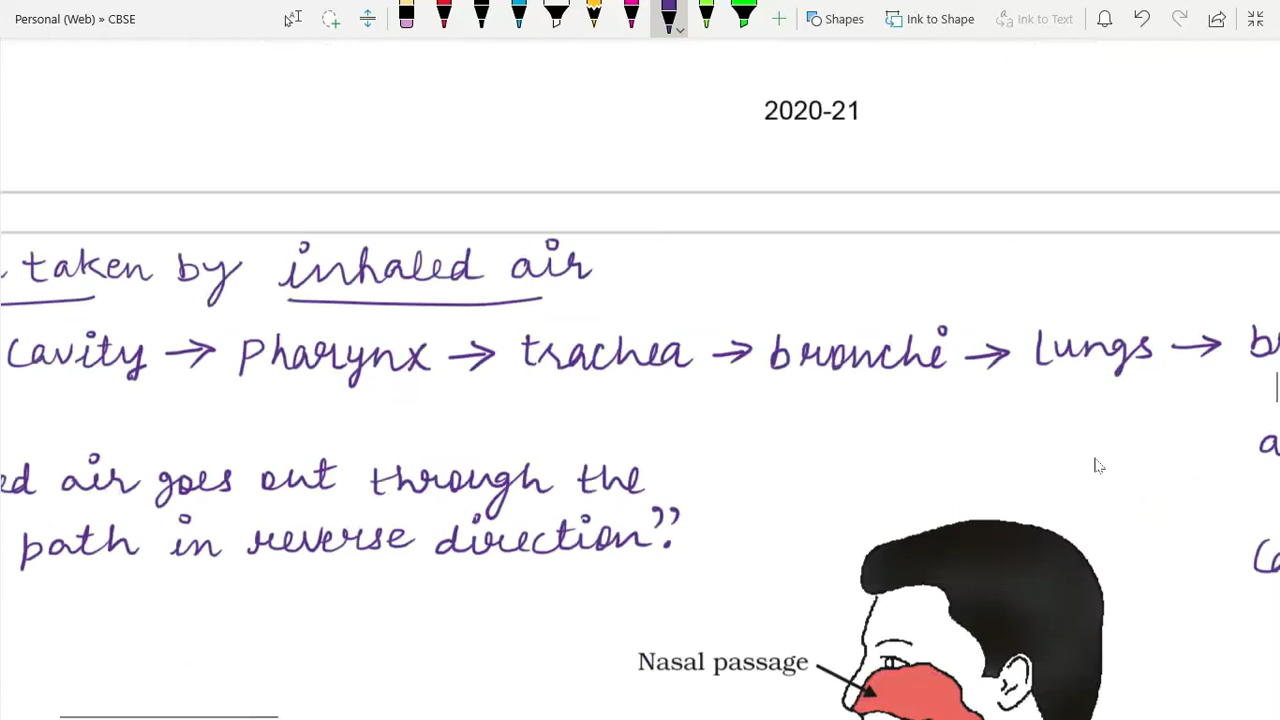 Personal (Web) » CBSE
Shapes
Ink to Shape
Ink to Text
2020-21
taken by inhaled air
cavity → Pharynx → trachea → bronchi → Lungs →
air goes out through the
path in reverse direction??
Nasal passage